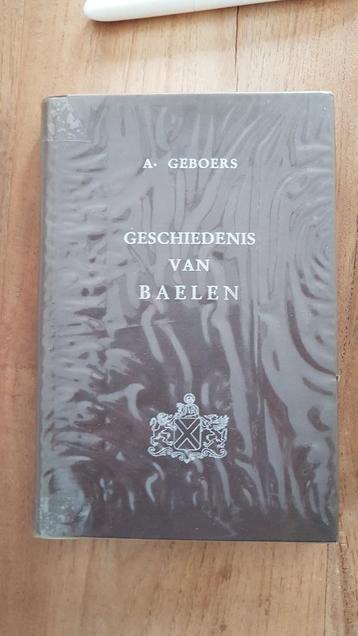 A. GEBOERS
GESCHIEDENIS
VAN
BAELEN